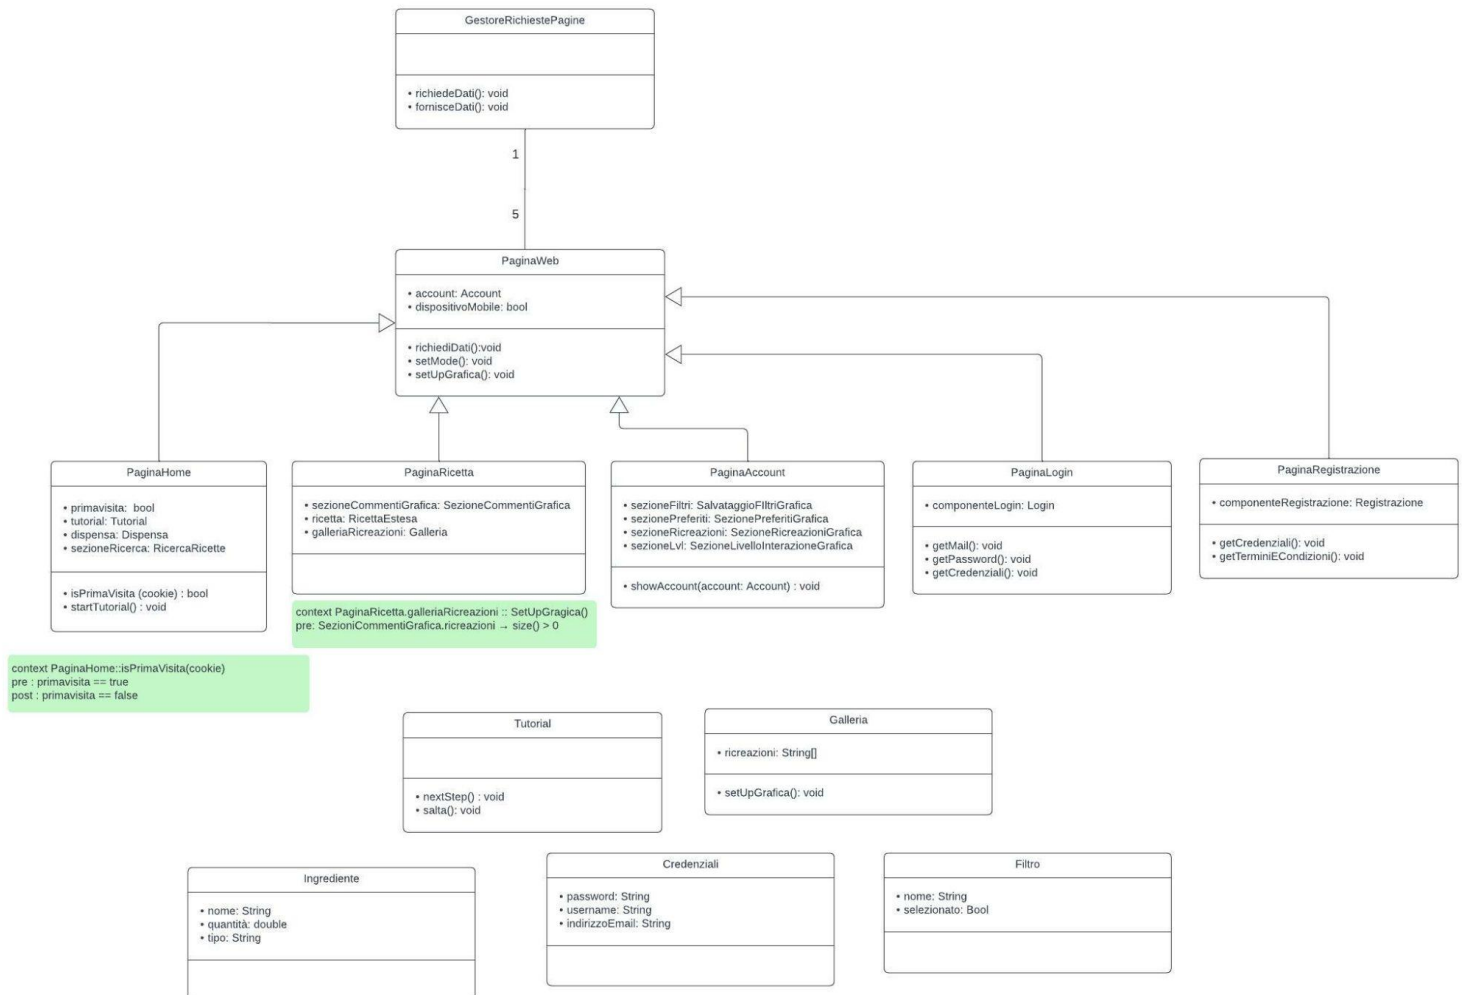 GestoreRichiestePagine
• richiedeDati(): void
• fornisceDati(): void
1
5
PaginaWeb
• account: Account
• dispositivoMobile: bool
• richiediDati():void
• setMode(): void
• setUpGrafica(): void
PaginaHome
• primavisita:  bool
• tutorial: Tutorial
• dispensa: Dispensa
• sezioneRicerca: RicercaRicette
• isPrimaVisita (cookie) : bool
• startTutorial() : void
PaginaRicetta
• sezioneCommentiGrafica: SezioneCommentiGrafica
• ricetta: RicettaEstesa
• galleriaRicreazioni: Galleria
PaginaAccount
• sezioneFiltri: SalvataggioFIltriGrafica
• sezionePreferiti: SezionePreferitiGrafica
• sezioneRicreazioni: SezioneRicreazioniGrafica
• sezioneLvl: SezioneLivelloInterazioneGrafica
• showAccount(account: Account) : void
PaginaLogin
• componenteLogin: Login
• getMail(): void
• getPassword(): void
• getCredenziali(): void
PaginaRegistrazione
• componenteRegistrazione: Registrazione
• getCredenziali(): void
• getTerminiECondizioni(): void
context PaginaRicetta.galleriaRicreazioni :: SetUpGragica()
pre: SezioniCommentiGrafica.ricreazioni → size() > 0
context PaginaHome::isPrimaVisita(cookie)
pre : primavisita == true
post : primavisita == false
Tutorial
• nextStep() : void
• salta(): void
Galleria
• ricreazioni: String[]
• setUpGrafica(): void
Ingrediente
• nome: String
• quantità: double
• tipo: String
Credenziali
• password: String
• username: String
• indirizzoEmail: String
Filtro
• nome: String
• selezionato: Bool